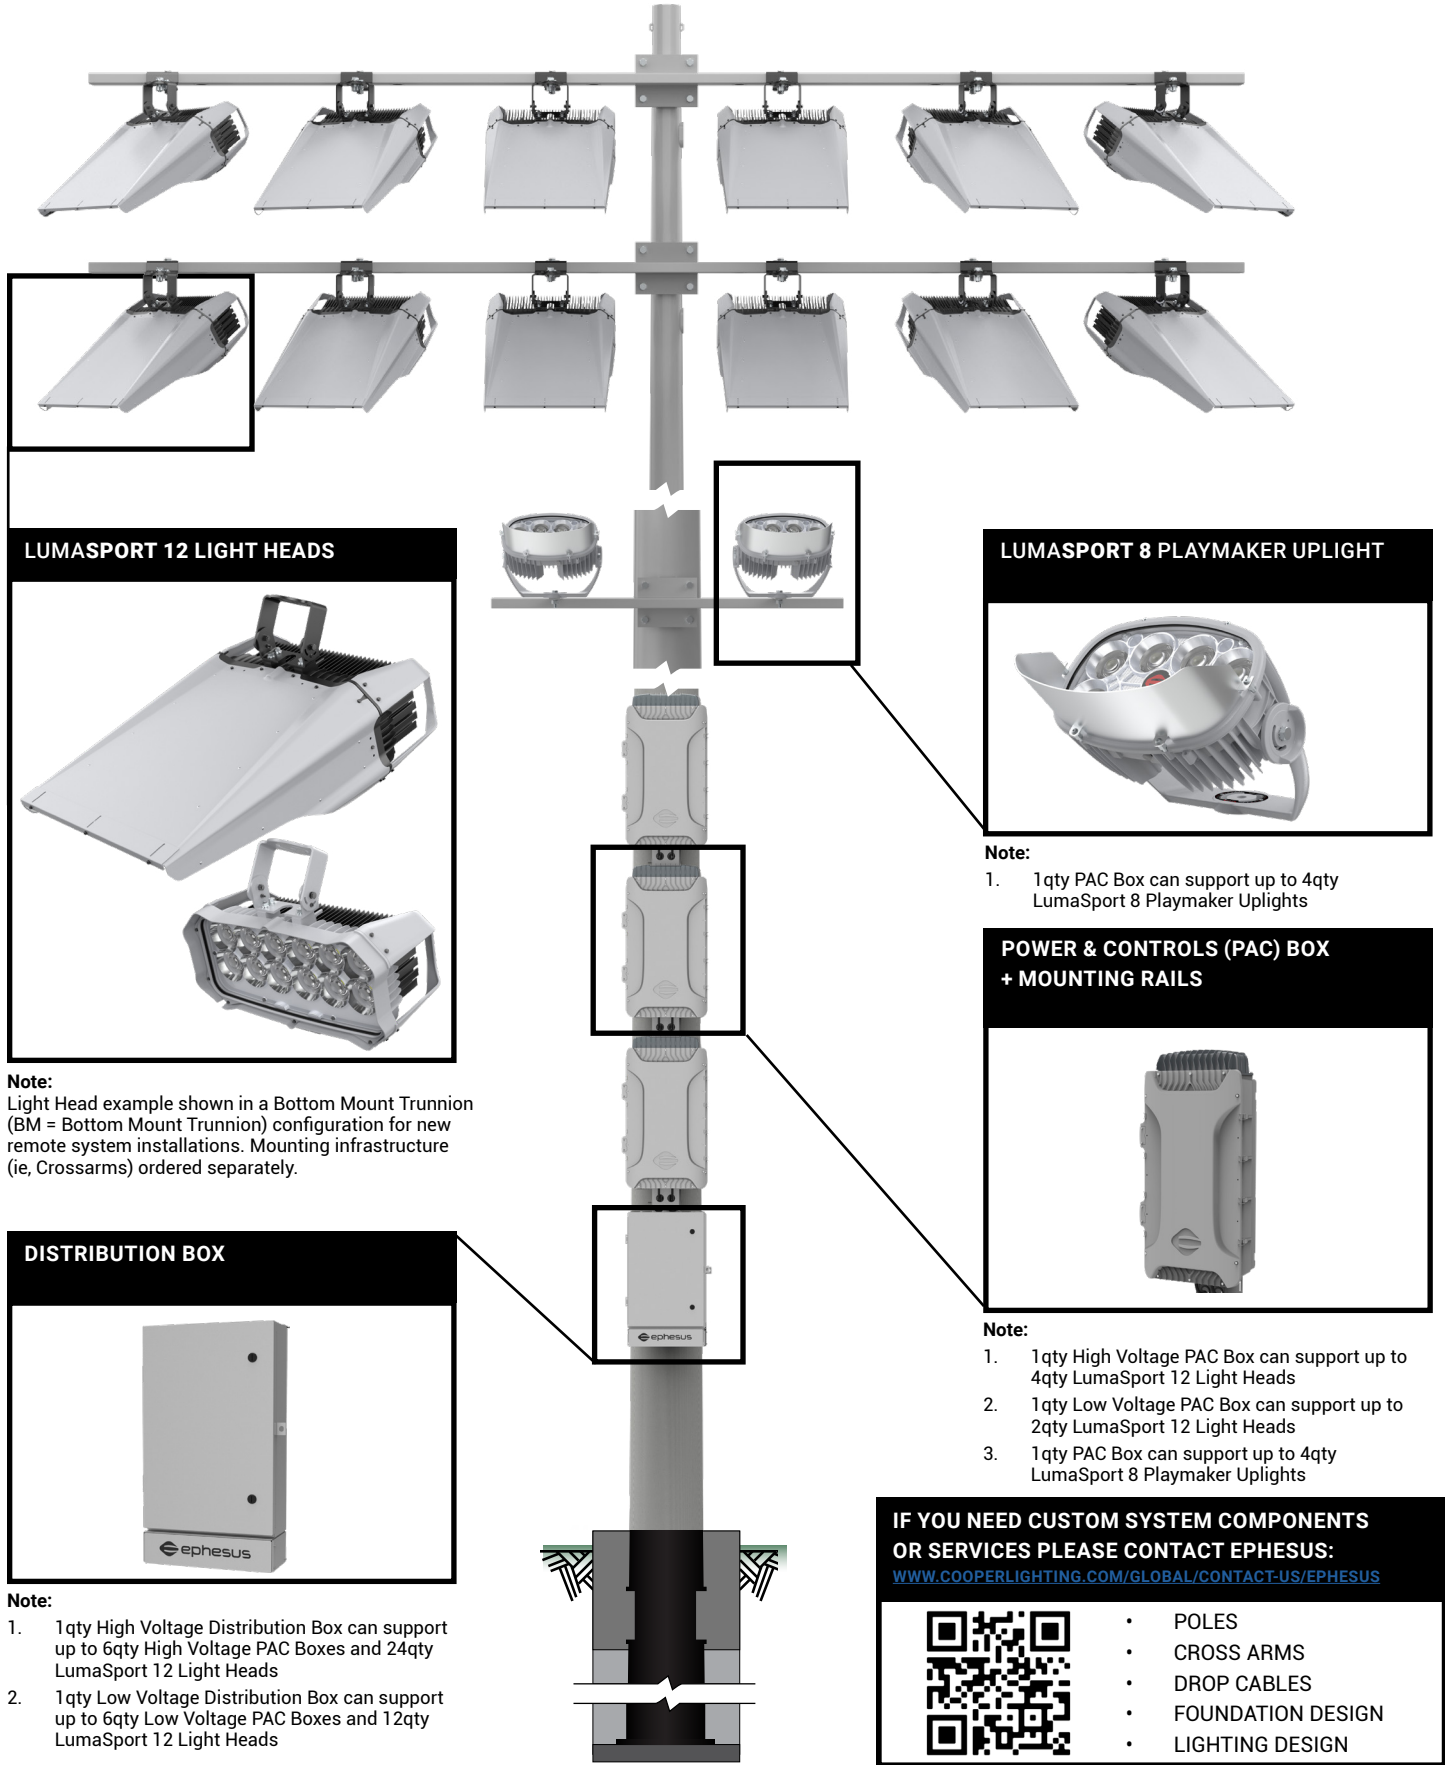 LUMASPORT 12 LIGHT HEADS
Note:
Light Head example shown in a Bottom Mount Trunnion
(BM = Bottom Mount Trunnion) configuration for new
remote system installations. Mounting infrastructure
(ie, Crossarms) ordered separately.
DISTRIBUTION BOX
ephesus
Note:
1. 1qty High Voltage Distribution Box can support
up to 6qty High Voltage PAC Boxes and 24qty
LumaSport 12 Light Heads
2. 1qty Low Voltage Distribution Box can support
up to 6qty Low Voltage PAC Boxes and 12qty
LumaSport 12 Light Heads
ephesus
LUMASPORT 8 PLAYMAKER UPLIGHT
Note:
1. 1qty PAC Box can support up to 4qty
LumaSport 8 Playmaker Uplights
POWER & CONTROLS (PAC) BOX
+ MOUNTING RAILS
Note:
1. 1qty High Voltage PAC Box can support up to
4qty LumaSport 12 Light Heads
2. 1qty Low Voltage PAC Box can support up to
2qty LumaSport 12 Light Heads
3. 1qty PAC Box can support up to 4qty
LumaSport 8 Playmaker Uplights
IF YOU NEED CUSTOM SYSTEM COMPONENTS
OR SERVICES PLEASE CONTACT EPHESUS:
WWW.COOPERLIGHTING.COM/GLOBAL/CONTACT-US/EPHESUS
• POLES
• CROSS ARMS
• DROP CABLES
• FOUNDATION DESIGN
• LIGHTING DESIGN